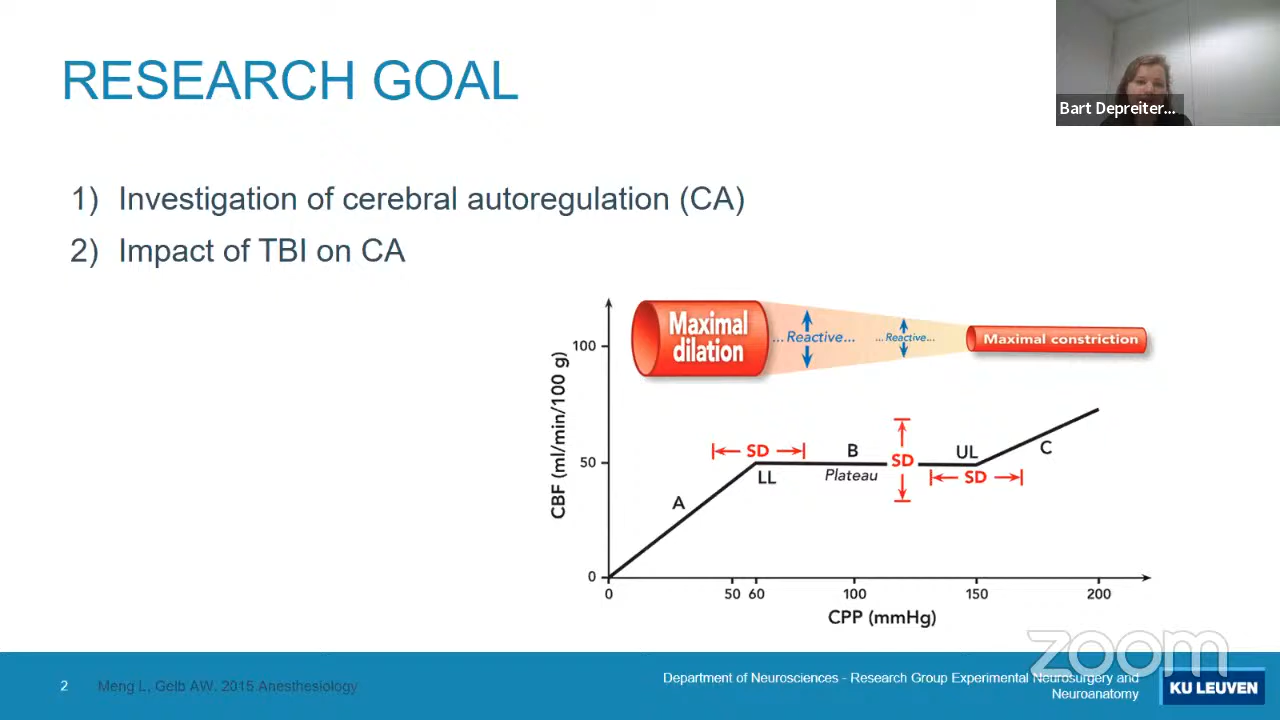 RESEARCH GOAL
Bart Depreiter...
1) Investigation of cerebral autoregulation (CA)
2) Impact of TBI on CA
Maximal
dilation
...Reactive...
...Reactive...
Maximal constriction
CBF (ml/min/100 g)
100
50
0
SD
B
SD
UL
C
LL
Plateau
SD
A
0
50 60
100
150
200
CPP (mmHg)
zoom
2
Meng L, Gelb AW. 2015 Anesthesiology
Department of Neurosciences - Research Group Experimental Neurosurgery and
Neuroanatomy
KU LEUVEN